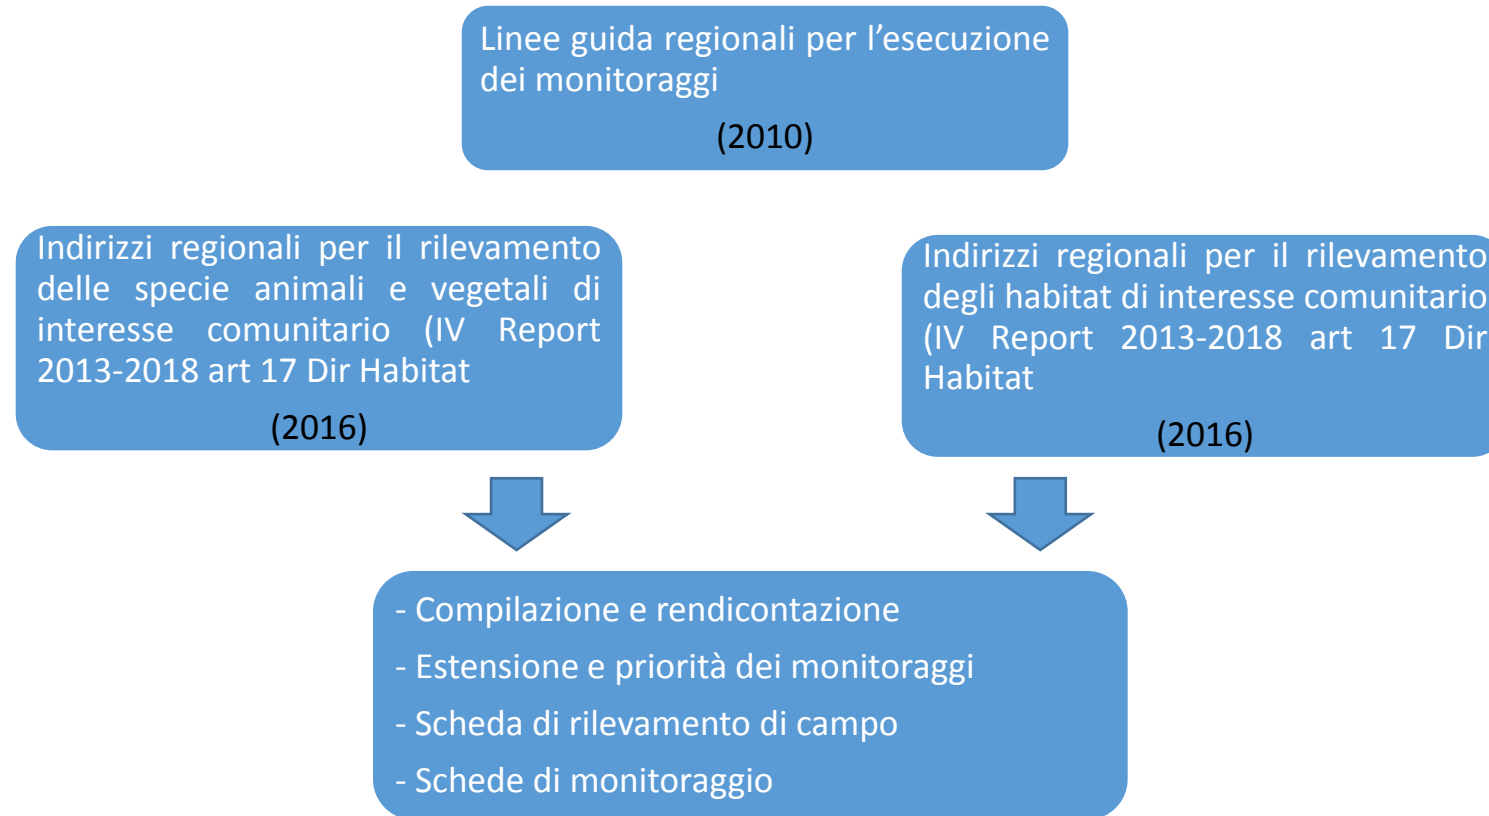 Linee guida regionali per l’esecuzione
dei monitoraggi
(2010)
Indirizzi regionali per il rilevamento
delle specie animali e vegetali di
interesse comunitario (IV Report
2013-2018 art 17 Dir Habitat
(2016)
Indirizzi regionali per il rilevamento
degli habitat di interesse comunitario
(IV Report 2013-2018 art 17 Dir
Habitat
(2016)
- Compilazione e rendicontazione
- Estensione e priorità dei monitoraggi
- Scheda di rilevamento di campo
- Schede di monitoraggio